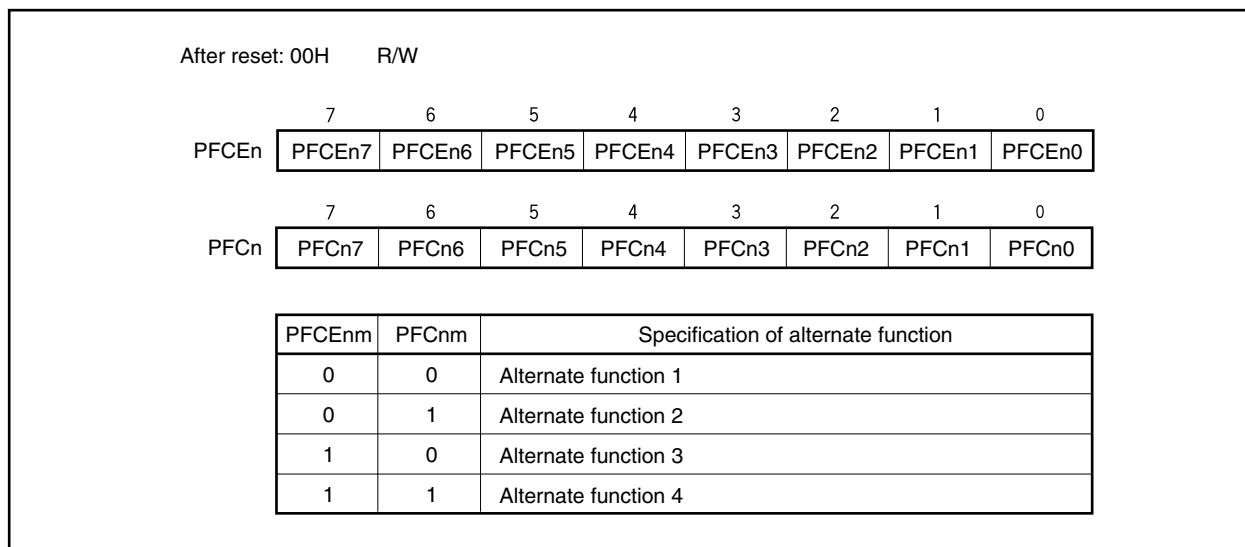 After reset: 00H R/W
7 6 5 4 3 2 1 0
PFCEn PFCEn7 PFCEn6 PFCEn5 PFCEn4 PFCEn3 PFCEn2 PFCEn1 PFCEn0
7 6 5 4 3 2 1 0
PFCn PFCn7 PFCn6 PFCn5 PFCn4 PFCn3 PFCn2 PFCn1 PFCn0
PFCEnm PFCnm Specification of alternate function
0 0 Alternate function 1
0 1 Alternate function 2
1 0 Alternate function 3
1 1 Alternate function 4